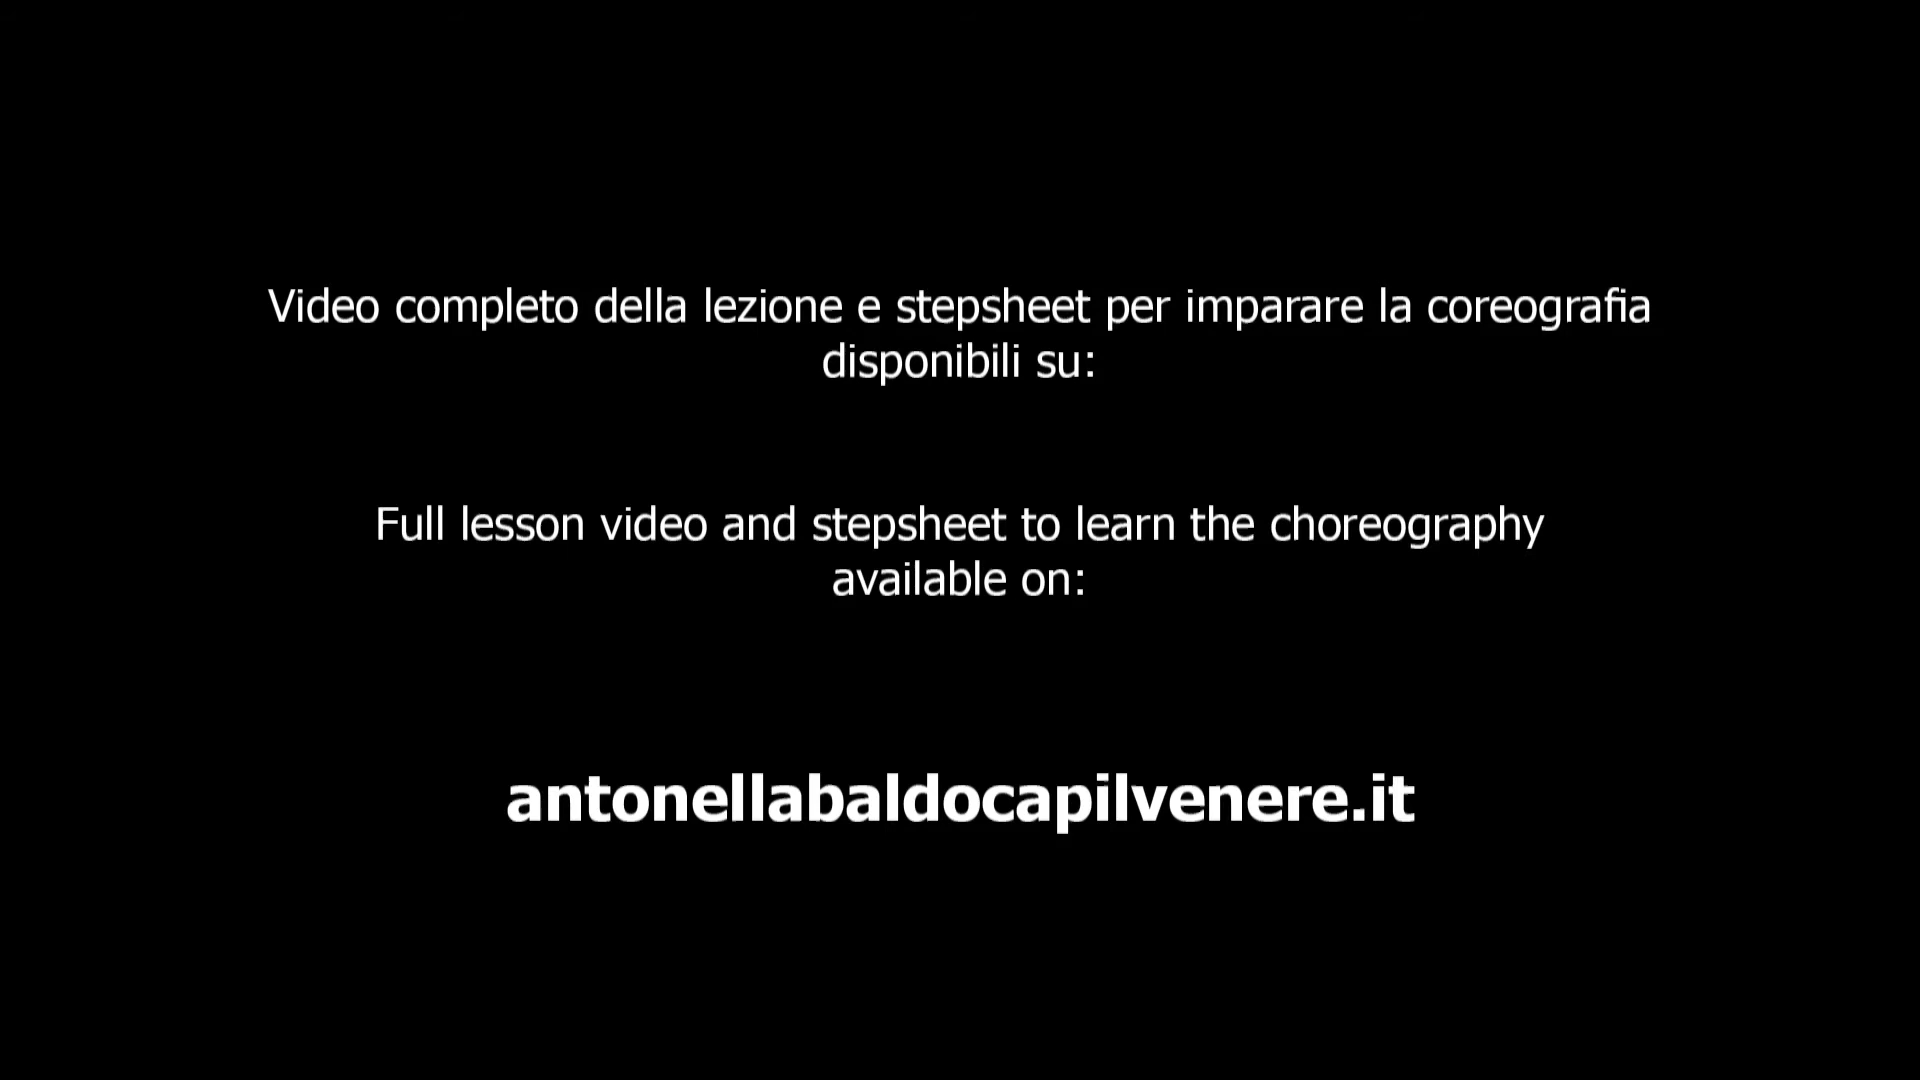 Video completo della lezione e stepsheet per imparare la coreografia
disponibili su:
Full lesson video and stepsheet to learn the choreography
available on:
antonellabaldocapilvenere.it